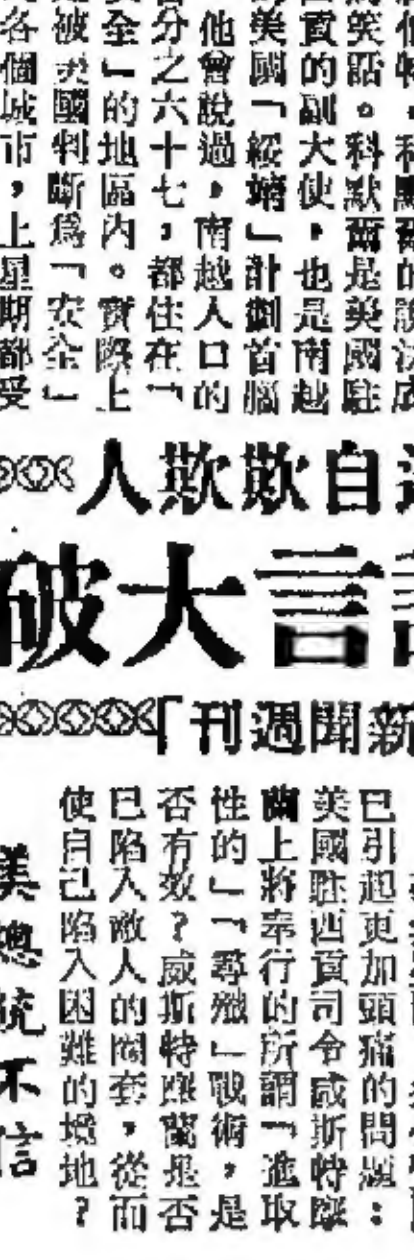 笑話。科默爾是美國駐
貢的副大使，也是南越
美國「綏靖」計劃首腦
他曾說過，南越人口的
分之六十七，都住在「
全」的地區內。實際上
被美國判斷爲「安全」
各個城市，上星期都受
自欺欺人
言大破
新聞週刊「
已引起更加頭痛的問題：
美國駐西貢司令威斯特摩
蘭上將奉行的所謂「進取
性的」「尋殲」戰術，是
否有效？威斯特摩蘭是否
已陷入敵人的圈套，從而
使自己陷入困難的境地？
美總統不信